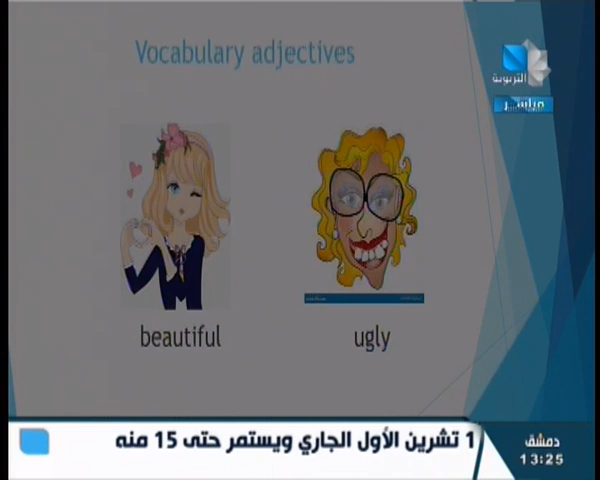 Vocabulary adjectives
التربوية
مباشر
beautiful
ugly
1 تشرين الأول الجاري ويستمر حتى 15 منه
دمشق
13:25